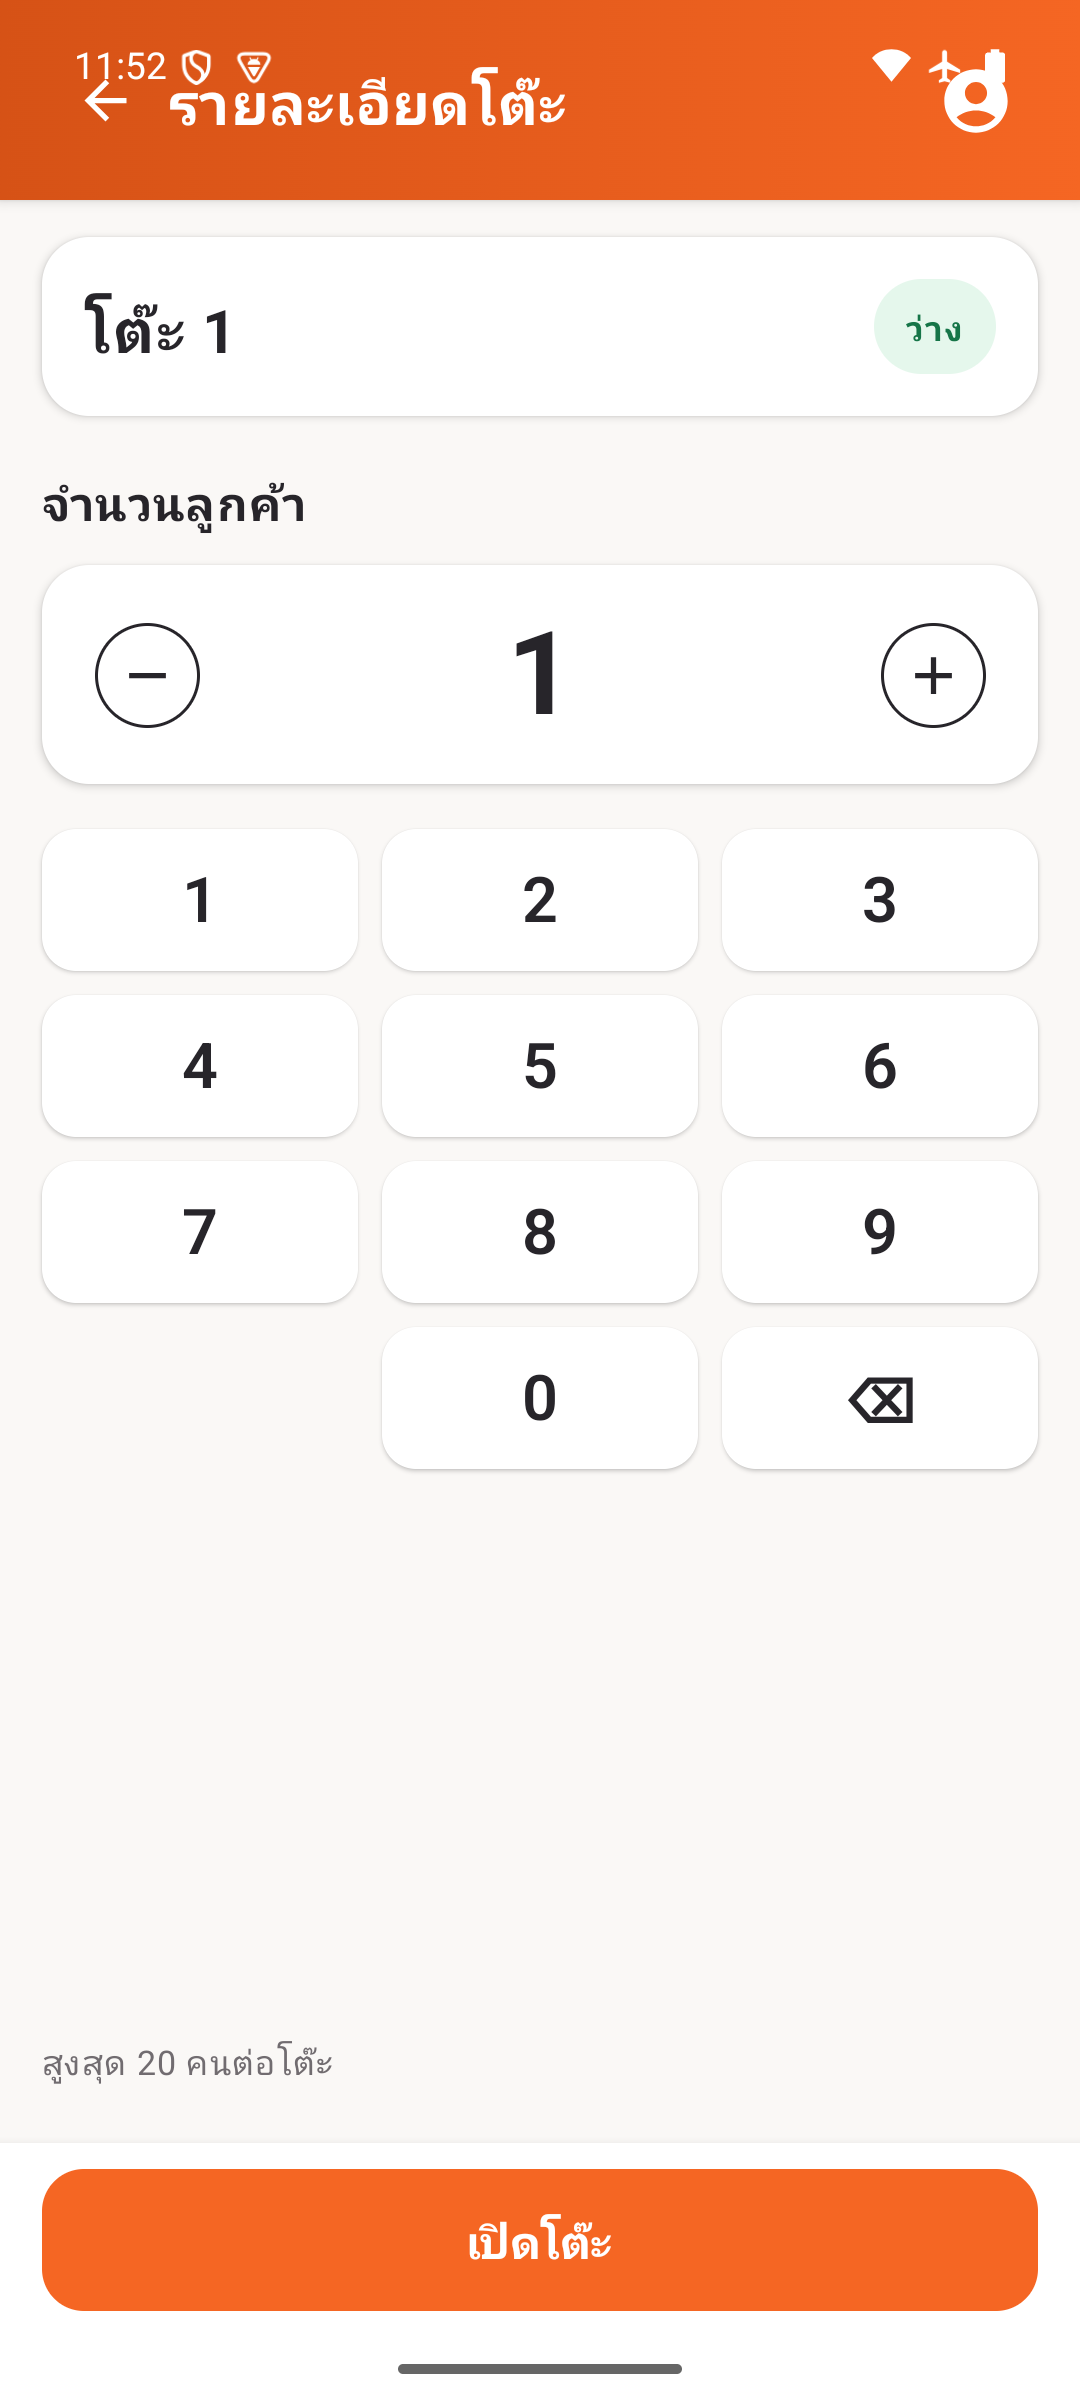 11:52
รายละเอียดโต๊ะ
โต๊ะ 1
ว่าง
จำนวนลูกค้า
1
1 2 3
4 5 6
7 8 9
0
สูงสุด 20 คนต่อโต๊ะ
เปิดโต๊ะ